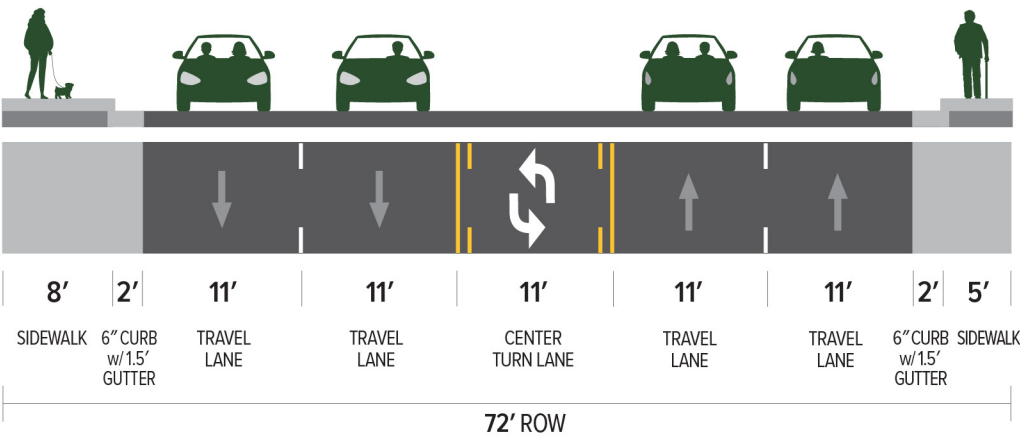 8′ 2′ 11′ 11′ 11′ 11′ 11′ 2′ 5′
SIDEWALK 6″ CURB TRAVEL TRAVEL CENTER TRAVEL TRAVEL 6″ CURB SIDEWALK
w/ 1.5′ LANE LANE TURN LANE LANE LANE w/ 1.5′
GUTTER GUTTER
72′ ROW